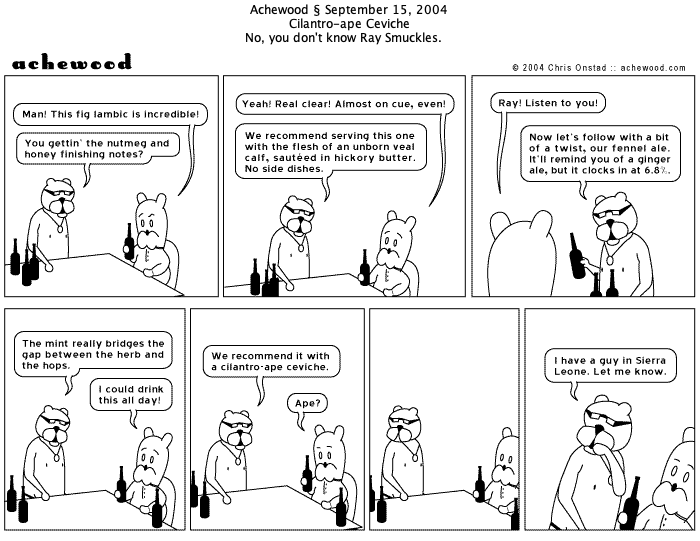 Achewood § September 15, 2004
Cilantro-ape Ceviche
No, you don't know Ray Smuckles.
achewood
© 2004 Chris Onstad :: achewood.com
Man! This fig lambic is incredible!
You gettin' the nutmeg and
honey finishing notes?
Yeah! Real clear! Almost on cue, even!
We recommend serving this one
with the flesh of an unborn veal
calf, sautéed in hickory butter.
No side dishes.
Ray! Listen to you!
Now let's follow with a bit
of a twist, our fennel ale.
It'll remind you of a ginger
ale, but it clocks in at 6.8%.
The mint really bridges the
gap between the herb and
the hops.
I could drink
this all day!
We recommend it with
a cilantro-ape ceviche.
Ape?
I have a guy in Sierra
Leone. Let me know.